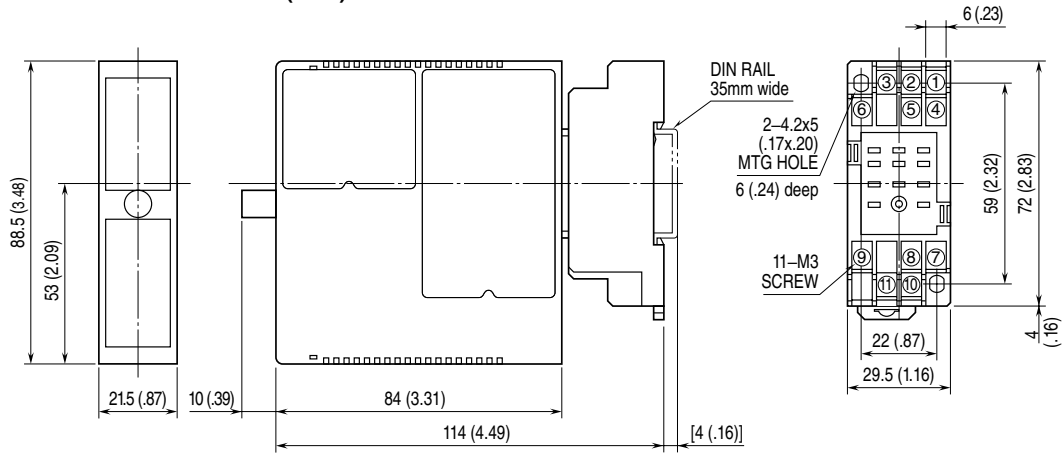 6 (.23)
DIN RAIL
35mm wide
2–4.2x5
(.17x.20)
MTG HOLE
6 (.24) deep
11–M3
SCREW
3 2 1
6 5 4
9 8 7
11 10
88.5 (3.48)
53 (2.09)
59 (2.32)
72 (2.83)
4
(.16)
22 (.87)
29.5 (1.16)
21.5 (.87)
10 (.39)
84 (3.31)
114 (4.49)
[4 (.16)]